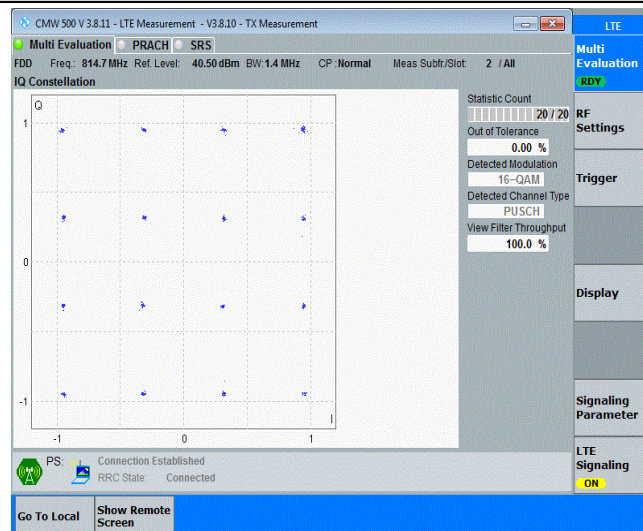 CMW 500 V 3.8.11 - LTE Measurement - V3.8.10 - TX Measurement
LTE
Multi Evaluation PRACH SRS
Multi
Evaluation
RDY
FDD Freq.: 814.7 MHz Ref. Level: 40.50 dBm BW: 1.4 MHz CP : Normal Meas Subfr./Slot: 2 / All
IQ Constellation
Q
1
0
-1
-1 0 1
I
Statistic Count
20 / 20
Out of Tolerance
0.00 %
Detected Modulation
16-QAM
Detected Channel Type
PUSCH
View Filter Throughput
100.0 %
RF
Settings
Trigger
Display
Signaling
Parameter
LTE
Signaling
ON
PS: Connection Established
RRC State: Connected
Go To Local
Show Remote
Screen